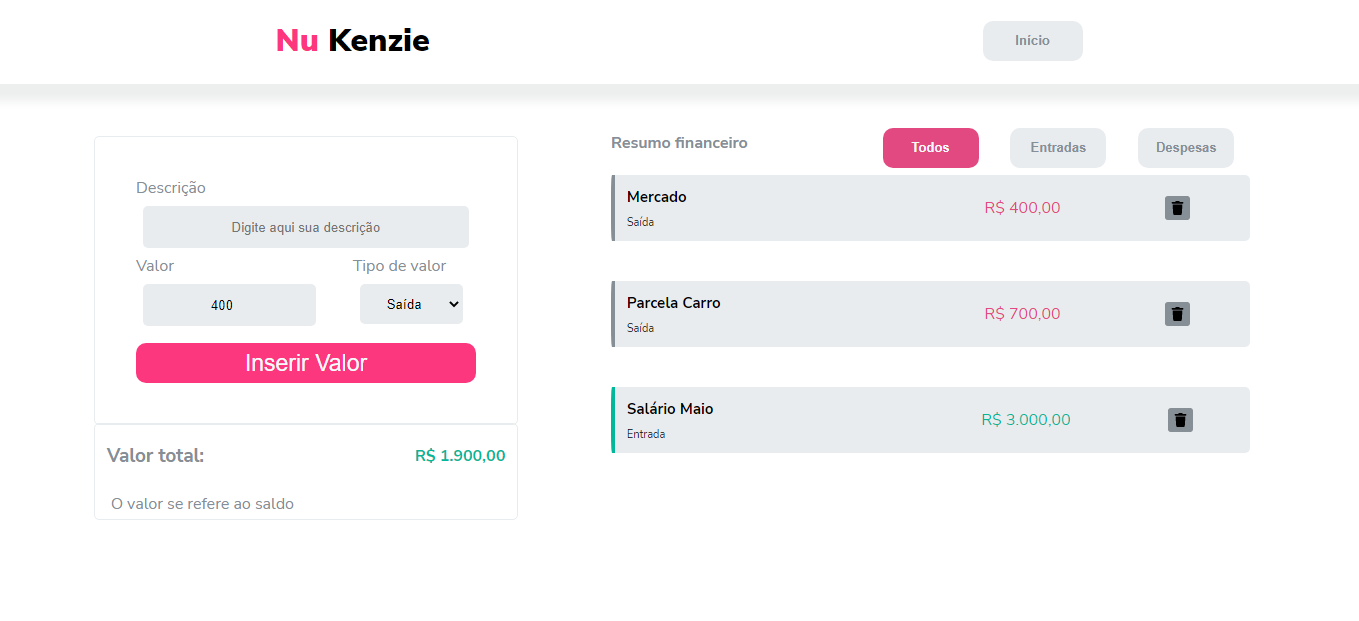 Nu Kenzie
Início
Descrição
Digite aqui sua descrição
Valor
Tipo de valor
400
Saída
Inserir Valor
Valor total:
R$ 1.900,00
O valor se refere ao saldo
Resumo financeiro
Todos
Entradas
Despesas
Mercado
R$ 400,00
Saída
Parcela Carro
R$ 700,00
Saída
Salário Maio
R$ 3.000,00
Entrada